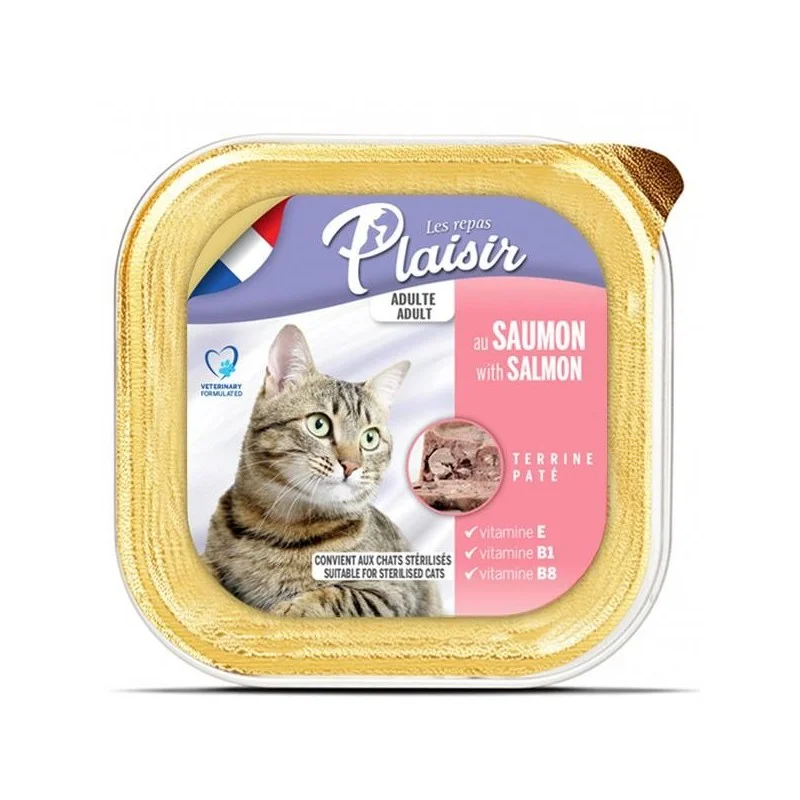 Les repas
Plaisir
ADULTE
ADULT
au SAUMON
with SALMON
VETERINARY
FORMULATED
TERRINE
PATÉ
vitamine E
vitamine B1
vitamine B8
CONVIENT AUX CHATS STÉRILISÉS
SUITABLE FOR STERILISED CATS